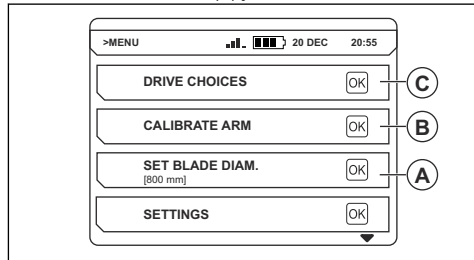 >MENU 20 DEC 20:55
DRIVE CHOICES OK C
CALIBRATE ARM OK B
SET BLADE DIAM. OK A
[800 mm]
SETTINGS OK